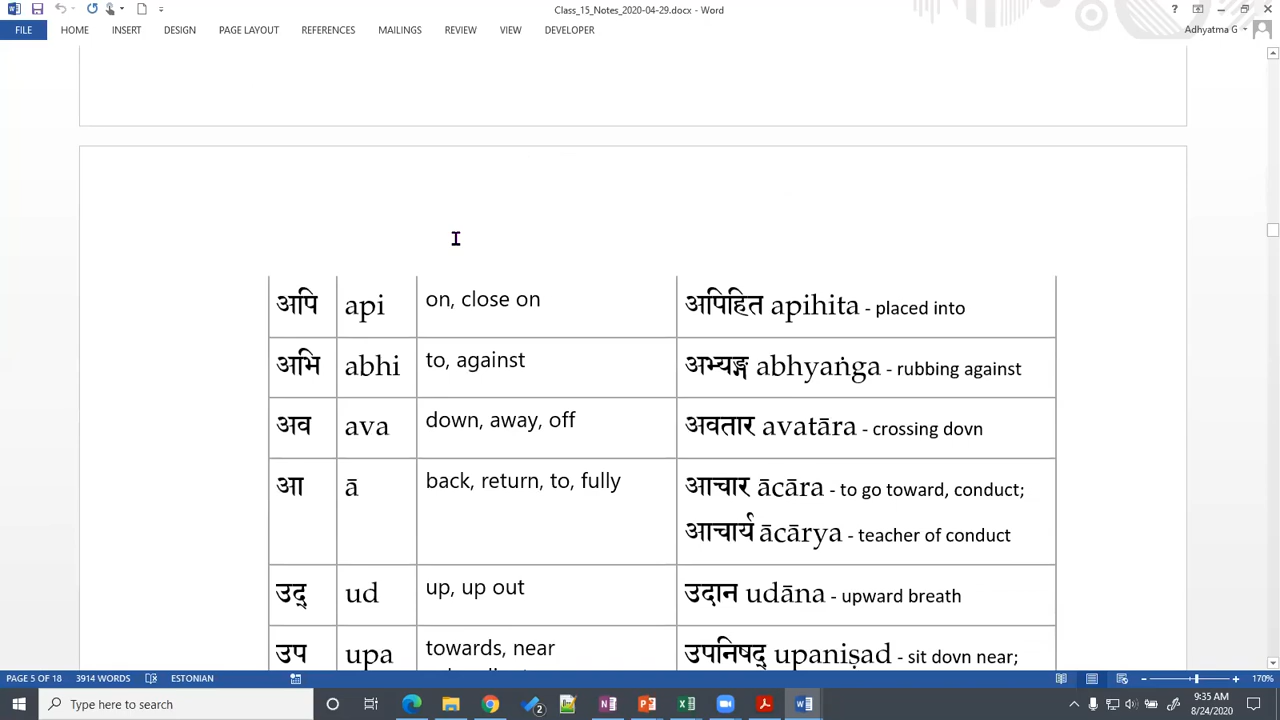 Class_15_Notes_2020-04-29.docx - Word
FILE HOME INSERT DESIGN PAGE LAYOUT REFERENCES MAILINGS REVIEW VIEW DEVELOPER Adhyatma G
अपि api on, close on अपिहित apihita - placed into
अभि abhi to, against अभ्यङ्ग abhyaṅga - rubbing against
अव ava down, away, off अवतार avatāra - crossing dovn
आ ā back, return, to, fully आचार ācāra - to go toward, conduct;
आचार्य ācārya - teacher of conduct
उद् ud up, up out उदान udāna - upward breath
उप upa towards, near उपनिषद् upaniṣad - sit dovn near;
PAGE 5 OF 18 3914 WORDS ESTONIAN 170%
Type here to search 2 9:35 AM
8/24/2020